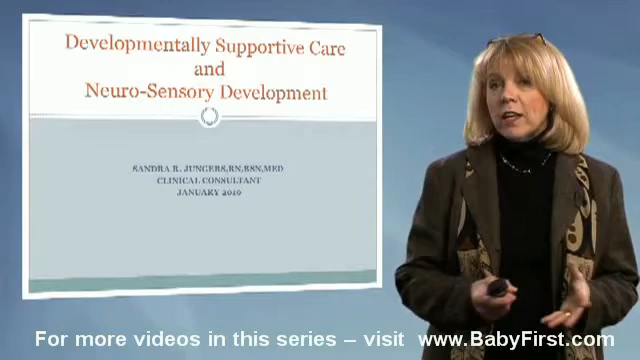 Developmentally Supportive Care
and
Neuro-Sensory Development
SANDRA R. JUNGERS,RN,BSN,MED
CLINICAL CONSULTANT
JANUARY 2010
For more videos in this series – visit www.BabyFirst.com